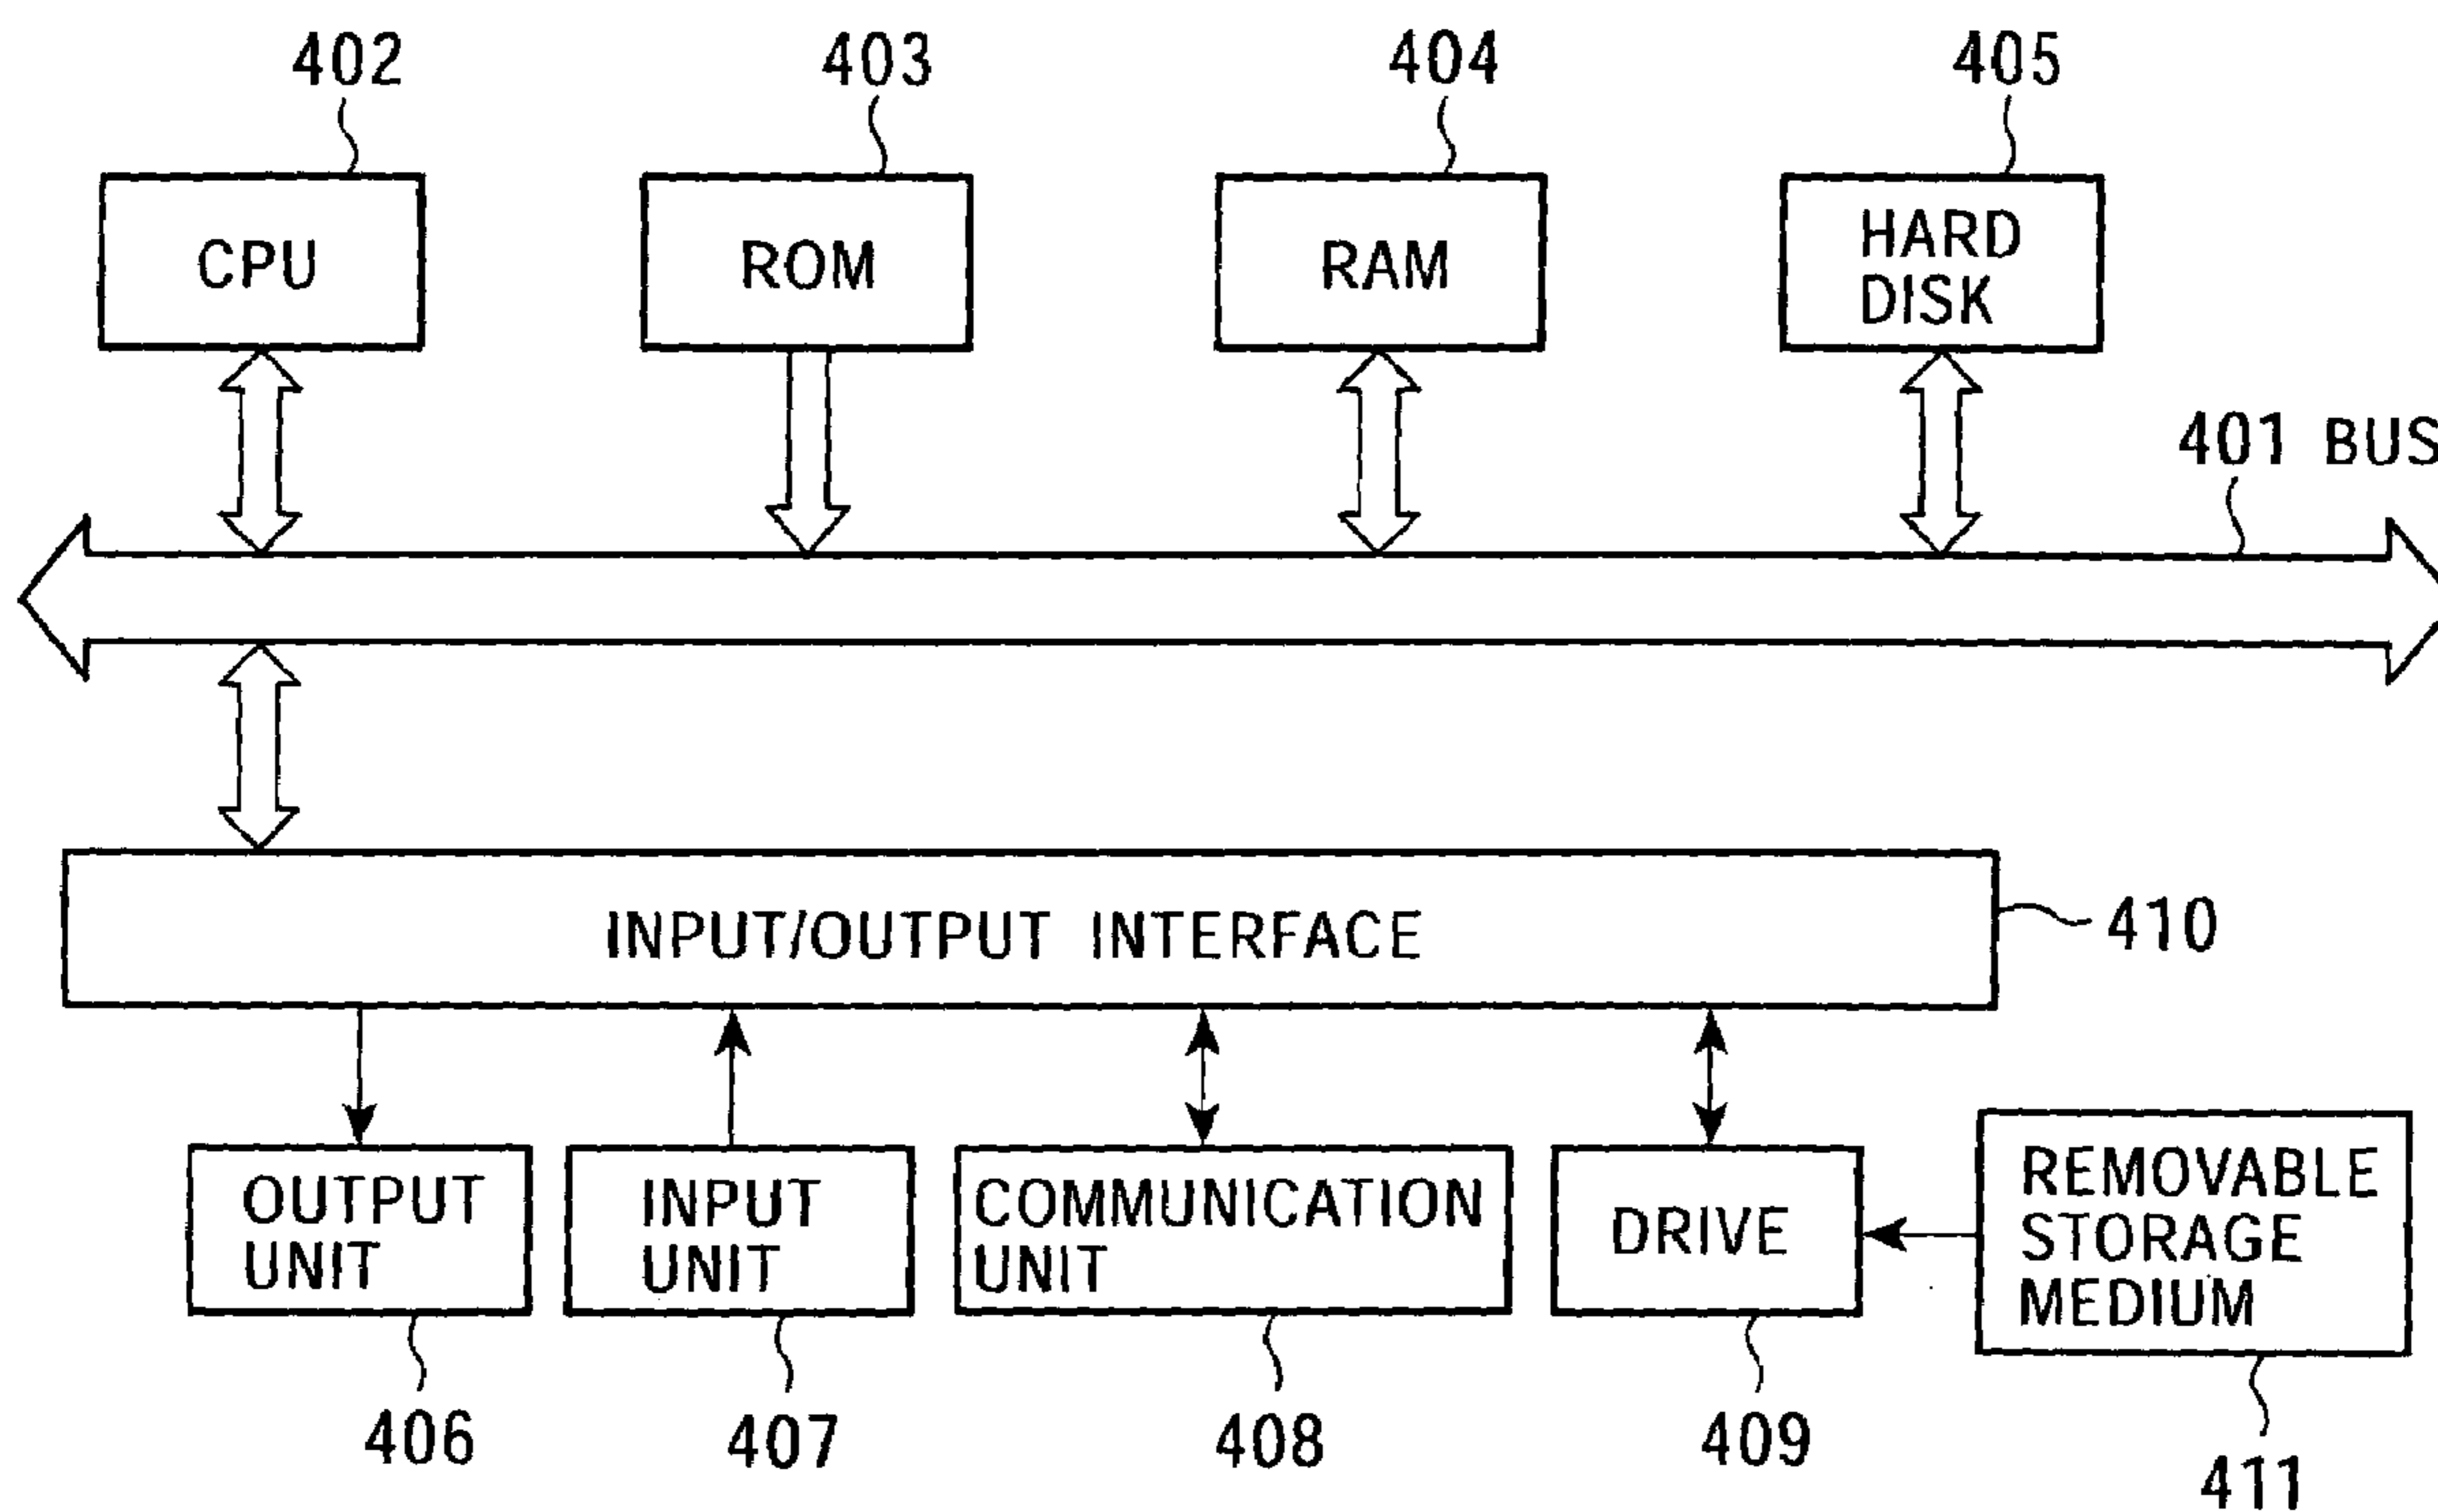 402
403
404
405
CPU
ROM
RAM
HARD
DISK
401 BUS
INPUT/OUTPUT INTERFACE
410
OUTPUT
UNIT
INPUT
UNIT
COMMUNICATION
UNIT
DRIVE
REMOVABLE
STORAGE
MEDIUM
406
407
408
409
411